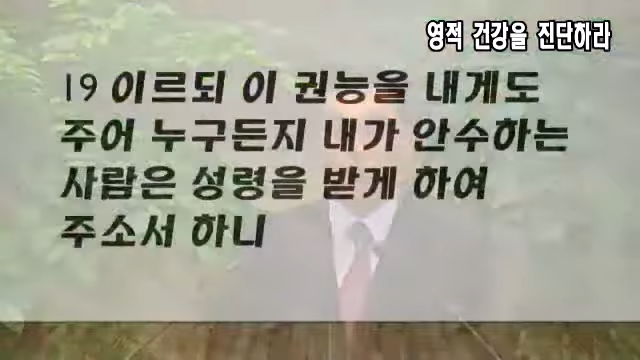 영적 건강을 진단하라
19 이르되 이 권능을 내게도
주어 누구든지 내가 안수하는
사람은 성령을 받게 하여
주소서 하니